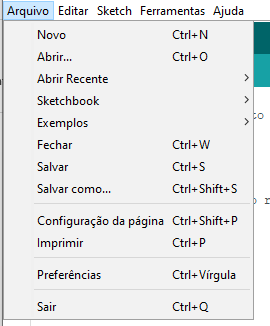 Arquivo Editar Sketch Ferramentas Ajuda
Novo Ctrl+N
Abrir... Ctrl+O
Abrir Recente
Sketchbook
Exemplos
Fechar Ctrl+W
Salvar Ctrl+S
Salvar como... Ctrl+Shift+S
Configuração da página Ctrl+Shift+P
Imprimir Ctrl+P
Preferências Ctrl+Vírgula
Sair Ctrl+Q